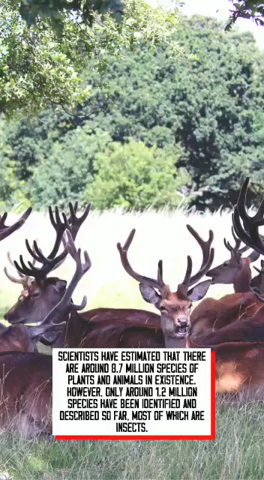 SCIENTISTS HAVE ESTIMATED THAT THERE
ARE AROUND 8.7 MILLION SPECIES OF
PLANTS AND ANIMALS IN EXISTENCE.
HOWEVER, ONLY AROUND 1.2 MILLION
SPECIES HAVE BEEN IDENTIFIED AND
DESCRIBED SO FAR, MOST OF WHICH ARE
INSECTS.